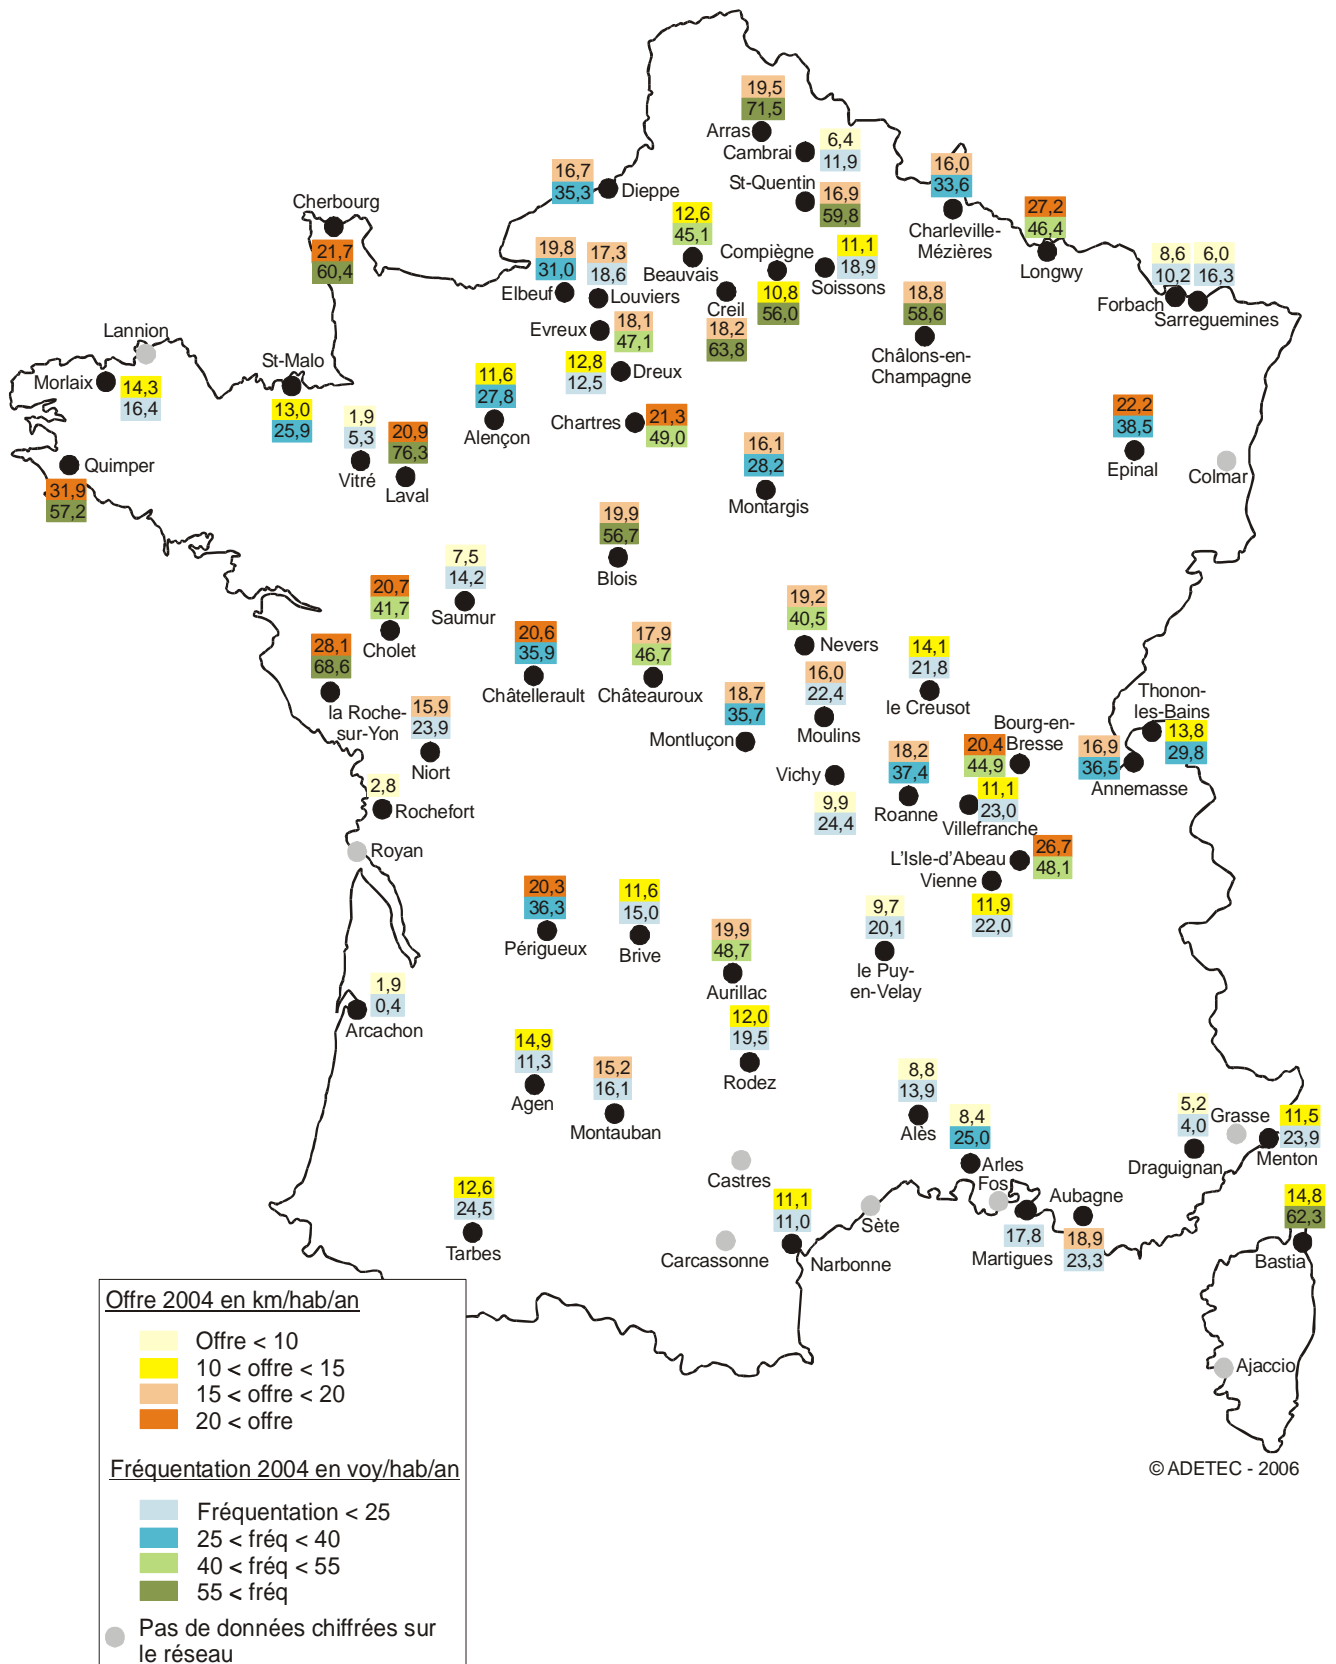 19,5
71,5
Arras
Cambrai
6,4
11,9
16,7
35,3
Dieppe
St-Quentin
16,9
59,8
16,0
33,6
Charleville-
Mézières
Cherbourg
21,7
60,4
12,6
45,1
Beauvais
27,2
46,4
Longwy
19,8
31,0
Elbeuf
17,3
18,6
Louviers
Compiègne
10,8
56,0
11,1
18,9
Soissons
8,6
10,2
Forbach
6,0
16,3
Sarreguemines
Creil
18,2
63,8
18,8
58,6
Châlons-en-
Champagne
Evreux
18,1
47,1
Lannion
Morlaix
14,3
16,4
St-Malo
13,0
25,9
12,8
12,5
Dreux
11,6
27,8
Alençon
1,9
5,3
Vitré
20,9
76,3
Laval
Chartres
21,3
49,0
16,1
28,2
Montargis
22,2
38,5
Epinal
Colmar
Quimper
31,9
57,2
19,9
56,7
Blois
7,5
14,2
Saumur
20,7
41,7
Cholet
20,6
35,9
Châtellerault
17,9
46,7
Châteauroux
19,2
40,5
Nevers
14,1
21,8
le Creusot
28,1
68,6
la Roche-
sur-Yon
15,9
23,9
Niort
18,7
35,7
Montluçon
16,0
22,4
Moulins
Thonon-
les-Bains
13,8
29,8
Bourg-en-
Bresse
20,4
44,9
16,9
36,5
Annemasse
18,2
37,4
Roanne
Vichy
9,9
24,4
11,1
23,0
Villefranche
2,8
Rochefort
Royan
L'Isle-d'Abeau
26,7
48,1
Vienne
11,9
22,0
20,3
36,3
Périgueux
11,6
15,0
Brive
19,9
48,7
Aurillac
9,7
20,1
le Puy-
en-Velay
1,9
0,4
Arcachon
12,0
19,5
Rodez
14,9
11,3
Agen
15,2
16,1
Montauban
8,8
13,9
Alès
8,4
25,0
Arles
5,2
4,0
Draguignan
Grasse
11,5
23,9
Menton
Castres
Fos
17,8
Martigues
Aubagne
18,9
23,3
12,6
24,5
Tarbes
Carcassonne
11,1
11,0
Narbonne
Sète
14,8
62,3
Bastia
Ajaccio
Offre 2004 en km/hab/an
Offre < 10
10 < offre < 15
15 < offre < 20
20 < offre
Fréquentation 2004 en voy/hab/an
Fréquentation < 25
25 < fréq < 40
40 < fréq < 55
55 < fréq
Pas de données chiffrées sur
le réseau
© ADETEC - 2006